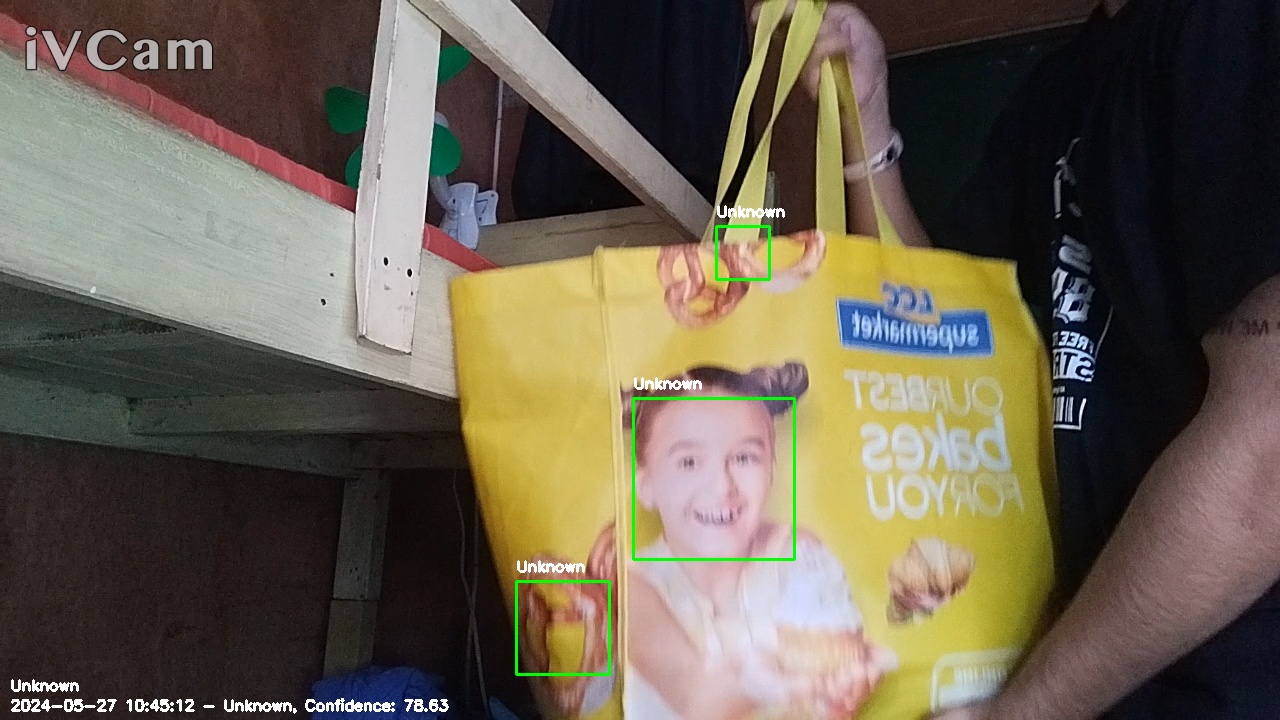 iVCam
Unknown
LCC
supermarket
Unknown
OUR BEST
bakes
FOR YOU
Unknown
Unknown
2024-05-27 10:45:12 - Unknown, Confidence: 78.63